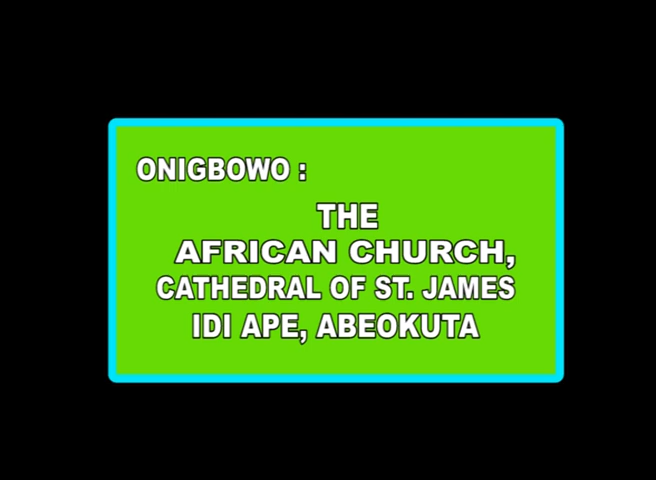 ONIGBOWO :
THE
AFRICAN CHURCH,
CATHEDRAL OF ST. JAMES
IDI APE, ABEOKUTA